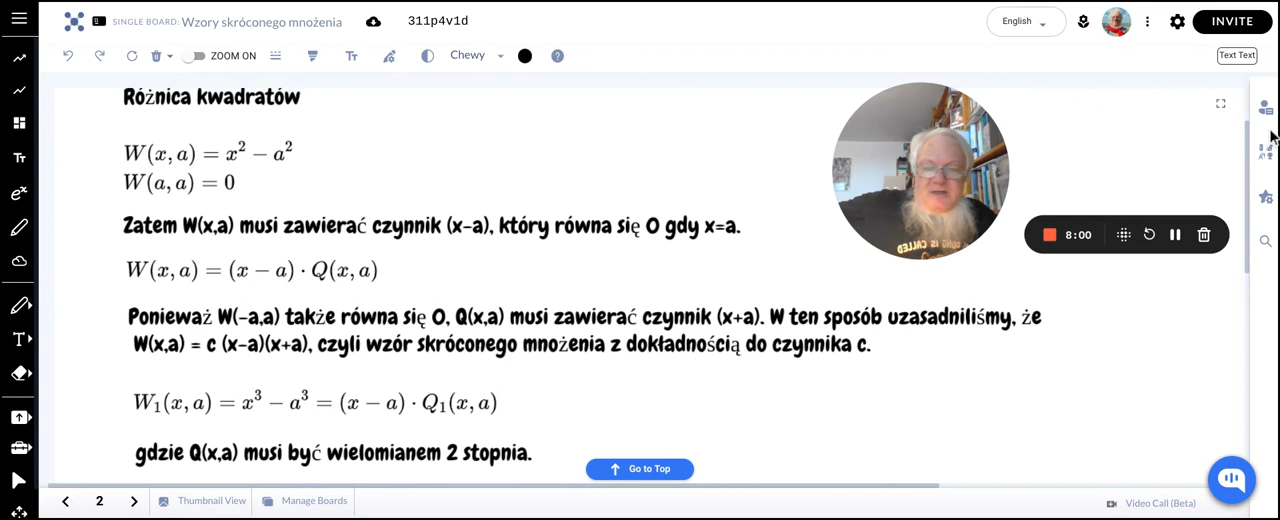 SINGLE BOARD: Wzory skróconego mnożenia
311p4v1d
English
INVITE
ZOOM ON
Chewy
Text Text
Różnica kwadratów
W(x, a) = x² − a²
W(a, a) = 0
Zatem W(x,a) musi zawierać czynnik (x-a), który równa się 0 gdy x=a.
8:00
W(x, a) = (x − a) · Q(x, a)
Ponieważ W(-a,a) także równa się 0, Q(x,a) musi zawierać czynnik (x+a). W ten sposób uzasadniliśmy, że
W(x,a) = c (x-a)(x+a), czyli wzór skróconego mnożenia z dokładnością do czynnika c.
W₁(x, a) = x³ − a³ = (x − a) · Q₁(x, a)
gdzie Q(x,a) musi być wielomianem 2 stopnia.
Go to Top
2
Thumbnail View
Manage Boards
Video Call (Beta)